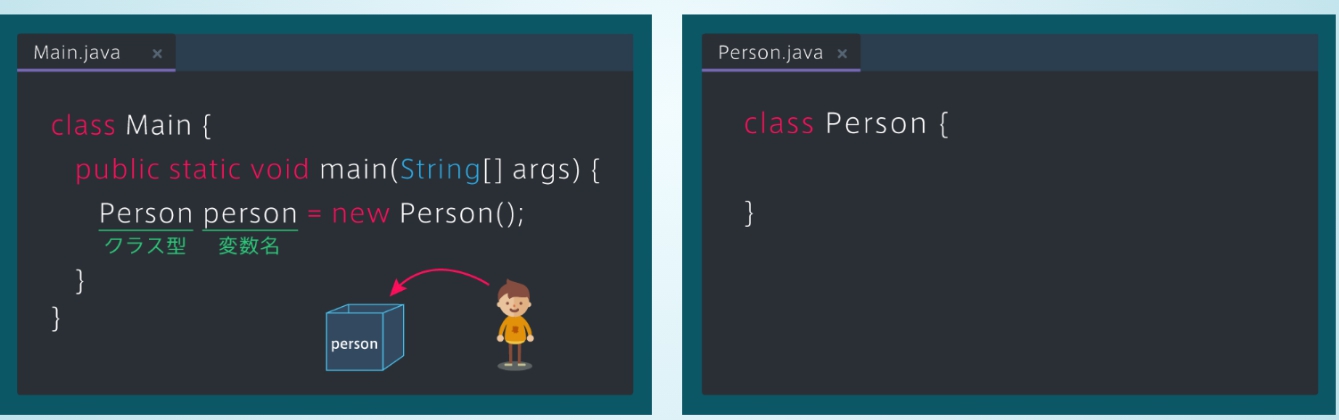 Main.java ×
class Main {
public static void main(String[] args) {
Person person = new Person();
クラス型 変数名
}
}
person
Person.java ×
class Person {
}